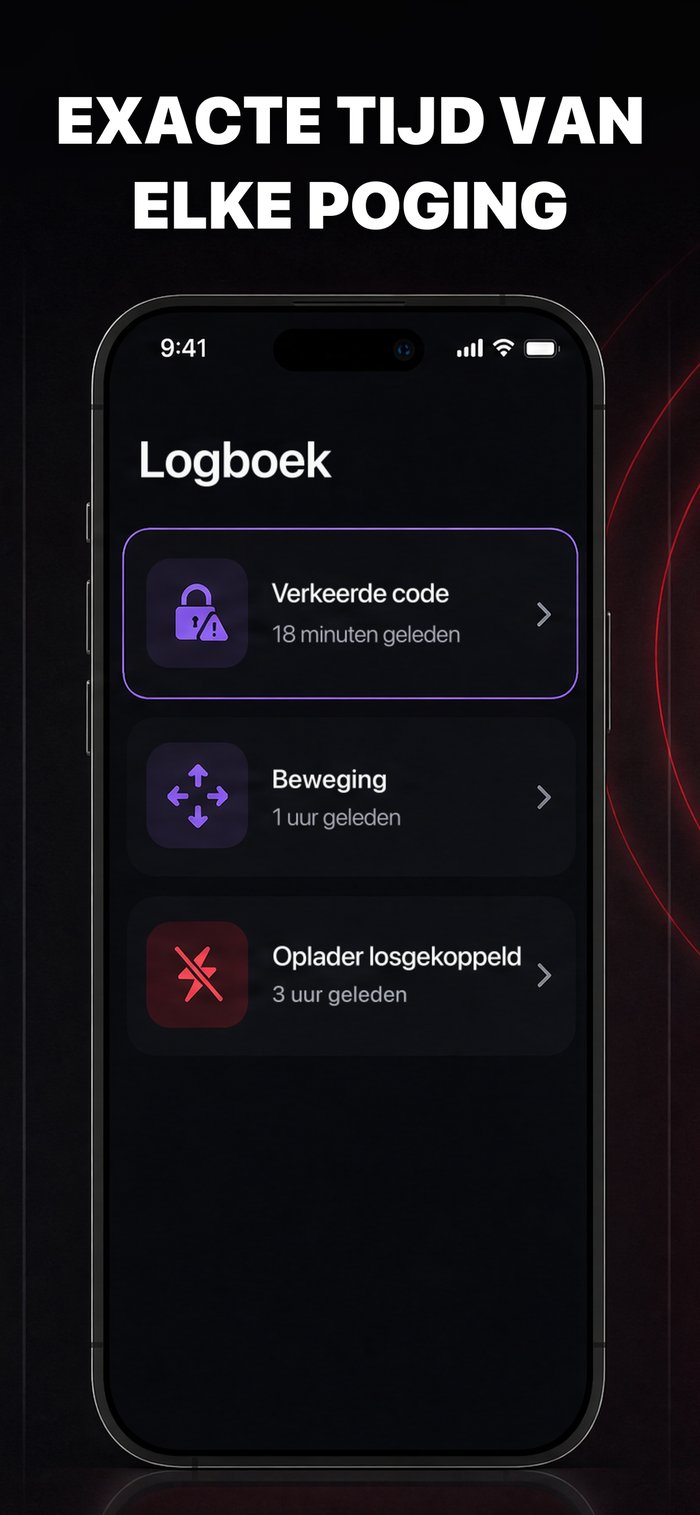 EXACTE TIJD VAN
ELKE POGING
9:41
Logboek
Verkeerde code
18 minuten geleden
Beweging
1 uur geleden
Oplader losgekoppeld
3 uur geleden